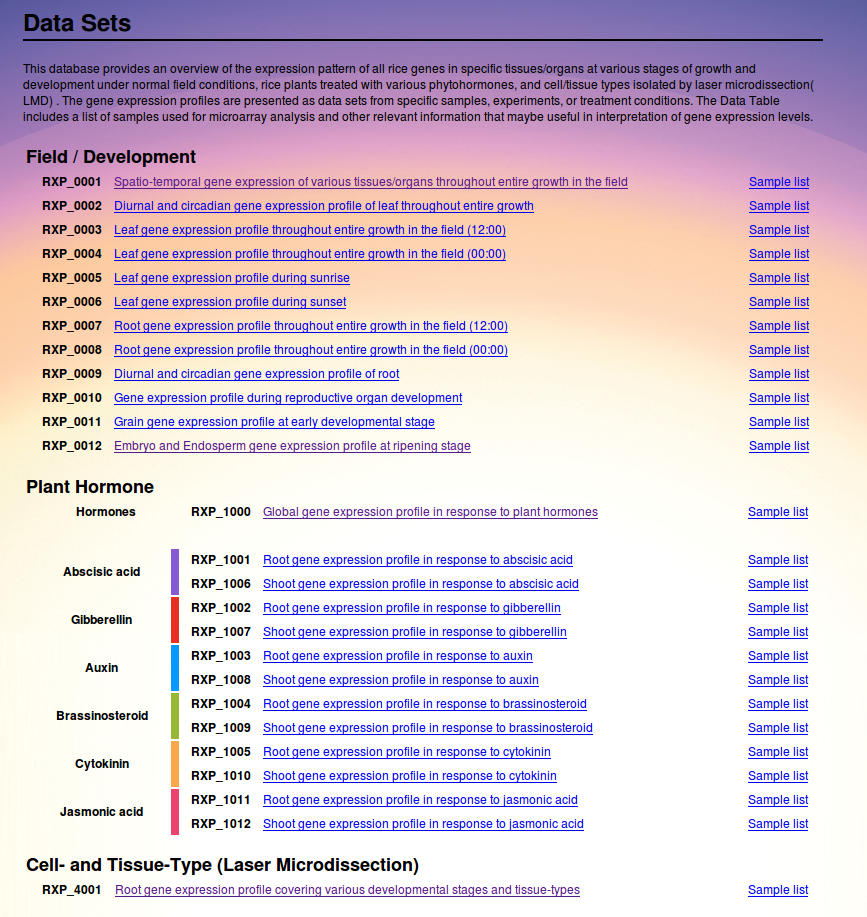 Data Sets
This database provides an overview of the expression pattern of all rice genes in specific tissues/organs at various stages of growth and
development under normal field conditions, rice plants treated with various phytohormones, and cell/tissue types isolated by laser microdissection(
LMD) . The gene expression profiles are presented as data sets from specific samples, experiments, or treatment conditions. The Data Table
includes a list of samples used for microarray analysis and other relevant information that maybe useful in interpretation of gene expression levels.
Field / Development
RXP_0001 Spatio-temporal gene expression of various tissues/organs throughout entire growth in the field Sample list
RXP_0002 Diurnal and circadian gene expression profile of leaf throughout entire growth Sample list
RXP_0003 Leaf gene expression profile throughout entire growth in the field (12:00) Sample list
RXP_0004 Leaf gene expression profile throughout entire growth in the field (00:00) Sample list
RXP_0005 Leaf gene expression profile during sunrise Sample list
RXP_0006 Leaf gene expression profile during sunset Sample list
RXP_0007 Root gene expression profile throughout entire growth in the field (12:00) Sample list
RXP_0008 Root gene expression profile throughout entire growth in the field (00:00) Sample list
RXP_0009 Diurnal and circadian gene expression profile of root Sample list
RXP_0010 Gene expression profile during reproductive organ development Sample list
RXP_0011 Grain gene expression profile at early developmental stage Sample list
RXP_0012 Embryo and Endosperm gene expression profile at ripening stage Sample list
Plant Hormone
Hormones RXP_1000 Global gene expression profile in response to plant hormones Sample list
Abscisic acid
RXP_1001 Root gene expression profile in response to abscisic acid Sample list
RXP_1006 Shoot gene expression profile in response to abscisic acid Sample list
Gibberellin
RXP_1002 Root gene expression profile in response to gibberellin Sample list
RXP_1007 Shoot gene expression profile in response to gibberellin Sample list
Auxin
RXP_1003 Root gene expression profile in response to auxin Sample list
RXP_1008 Shoot gene expression profile in response to auxin Sample list
Brassinosteroid
RXP_1004 Root gene expression profile in response to brassinosteroid Sample list
RXP_1009 Shoot gene expression profile in response to brassinosteroid Sample list
Cytokinin
RXP_1005 Root gene expression profile in response to cytokinin Sample list
RXP_1010 Shoot gene expression profile in response to cytokinin Sample list
Jasmonic acid
RXP_1011 Root gene expression profile in response to jasmonic acid Sample list
RXP_1012 Shoot gene expression profile in response to jasmonic acid Sample list
Cell- and Tissue-Type (Laser Microdissection)
RXP_4001 Root gene expression profile covering various developmental stages and tissue-types Sample list